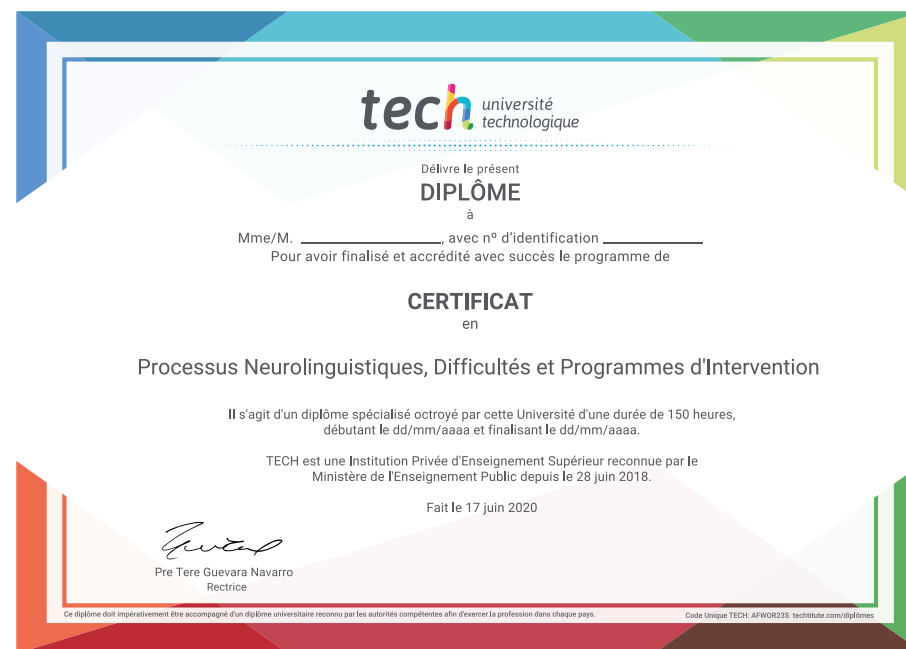 tech université
technologique
Délivre le présent
DIPLÔME
à
Mme/M. ____________________, avec nº d'identification ______________
Pour avoir finalisé et accrédité avec succès le programme de
CERTIFICAT
en
Processus Neurolinguistiques, Difficultés et Programmes d'Intervention
Il s'agit d'un diplôme spécialisé octroyé par cette Université d'une durée de 150 heures,
débutant le dd/mm/aaaa et finalisant le dd/mm/aaaa.
TECH est une Institution Privée d'Enseignement Supérieur reconnue par le
Ministère de l'Enseignement Public depuis le 28 juin 2018.
Fait le 17 juin 2020
Pre Tere Guevara Navarro
Rectrice
Ce diplôme doit impérativement être accompagné d'un diplôme universitaire reconnu par les autorités compétentes afin d'exercer la profession dans chaque pays.
Code Unique TECH: AFWOR23S techtitute.com/diplômes